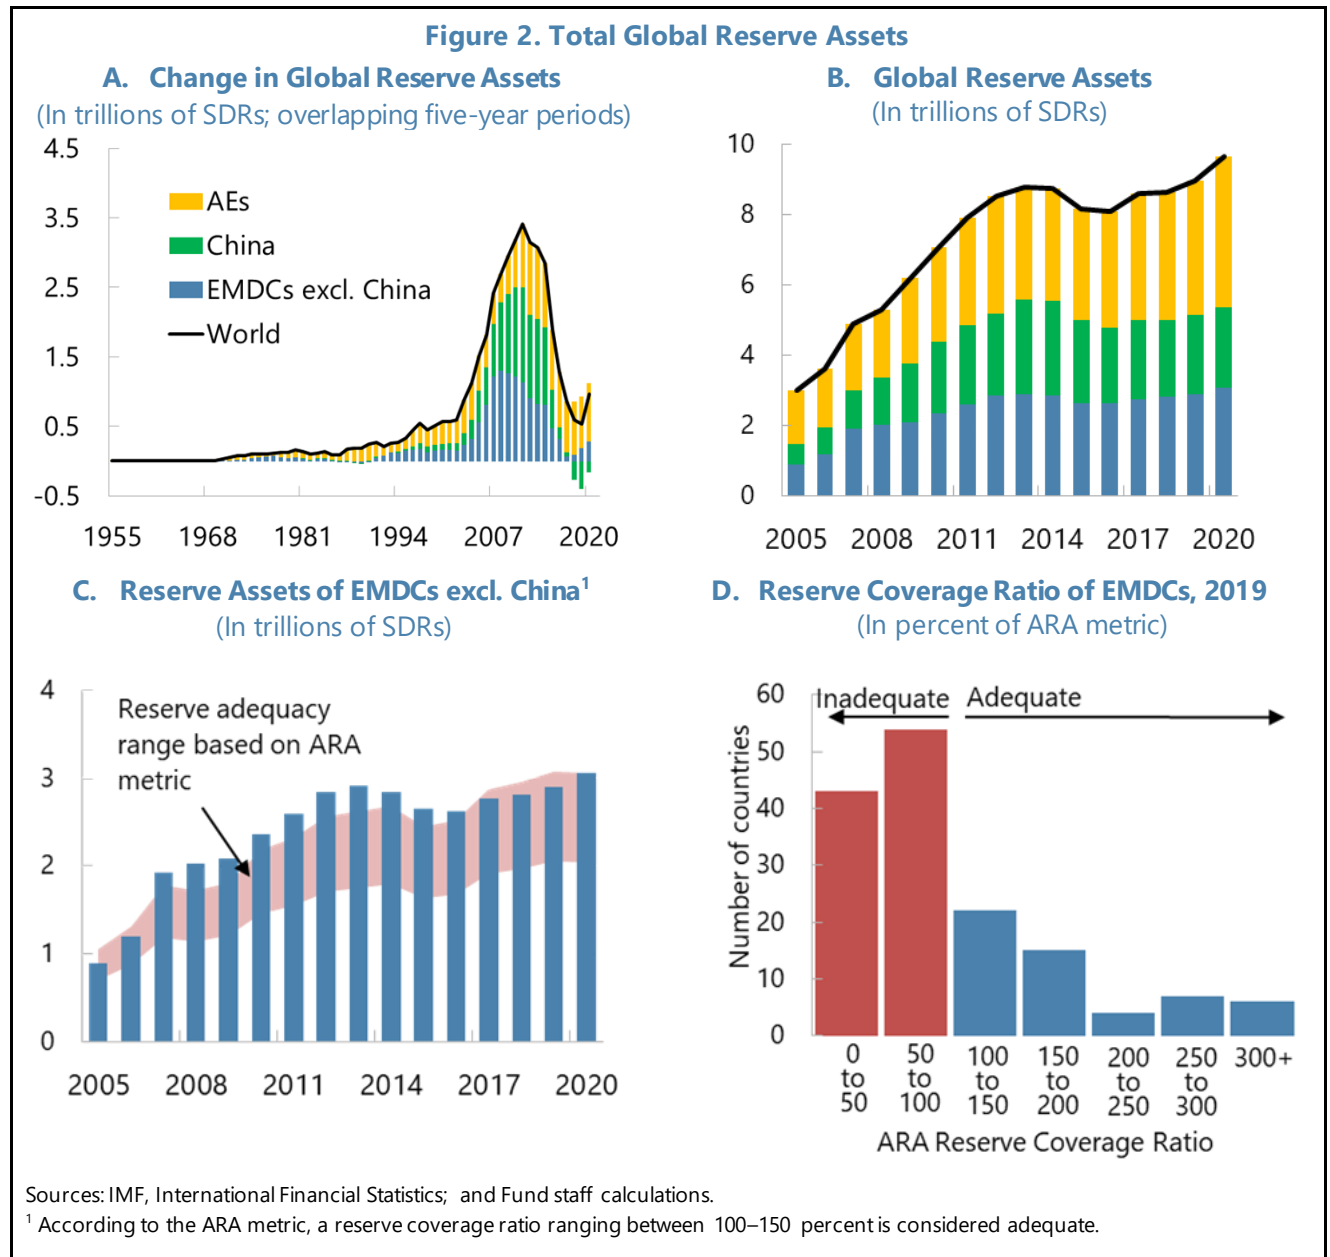 Figure 2. Total Global Reserve Assets
A. Change in Global Reserve Assets
(In trillions of SDRs; overlapping five-year periods)
4.5
3.5
2.5
1.5
0.5
-0.5
AEs
China
EMDCs excl. China
World
1955 1968 1981 1994 2007 2020
B. Global Reserve Assets
(In trillions of SDRs)
10
8
6
4
2
0
2005 2008 2011 2014 2017 2020
C. Reserve Assets of EMDCs excl. China1
(In trillions of SDRs)
4
3
2
1
0
Reserve adequacy
range based on ARA
metric
2005 2008 2011 2014 2017 2020
D. Reserve Coverage Ratio of EMDCs, 2019
(In percent of ARA metric)
Number of countries
60
50
40
30
20
10
0
Inadequate Adequate
0 to 50
50 to 100
100 to 150
150 to 200
200 to 250
250 to 300
300+
ARA Reserve Coverage Ratio
Sources: IMF, International Financial Statistics; and Fund staff calculations.
1 According to the ARA metric, a reserve coverage ratio ranging between 100–150 percent is considered adequate.